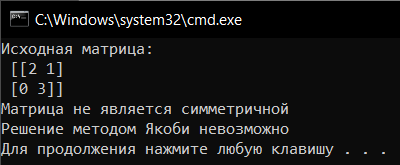 C:\Windows\system32\cmd.exe
Исходная матрица:
[[2 1]
[0 3]]
Матрица не является симметричной
Решение методом Якоби невозможно
Для продолжения нажмите любую клавишу . . .